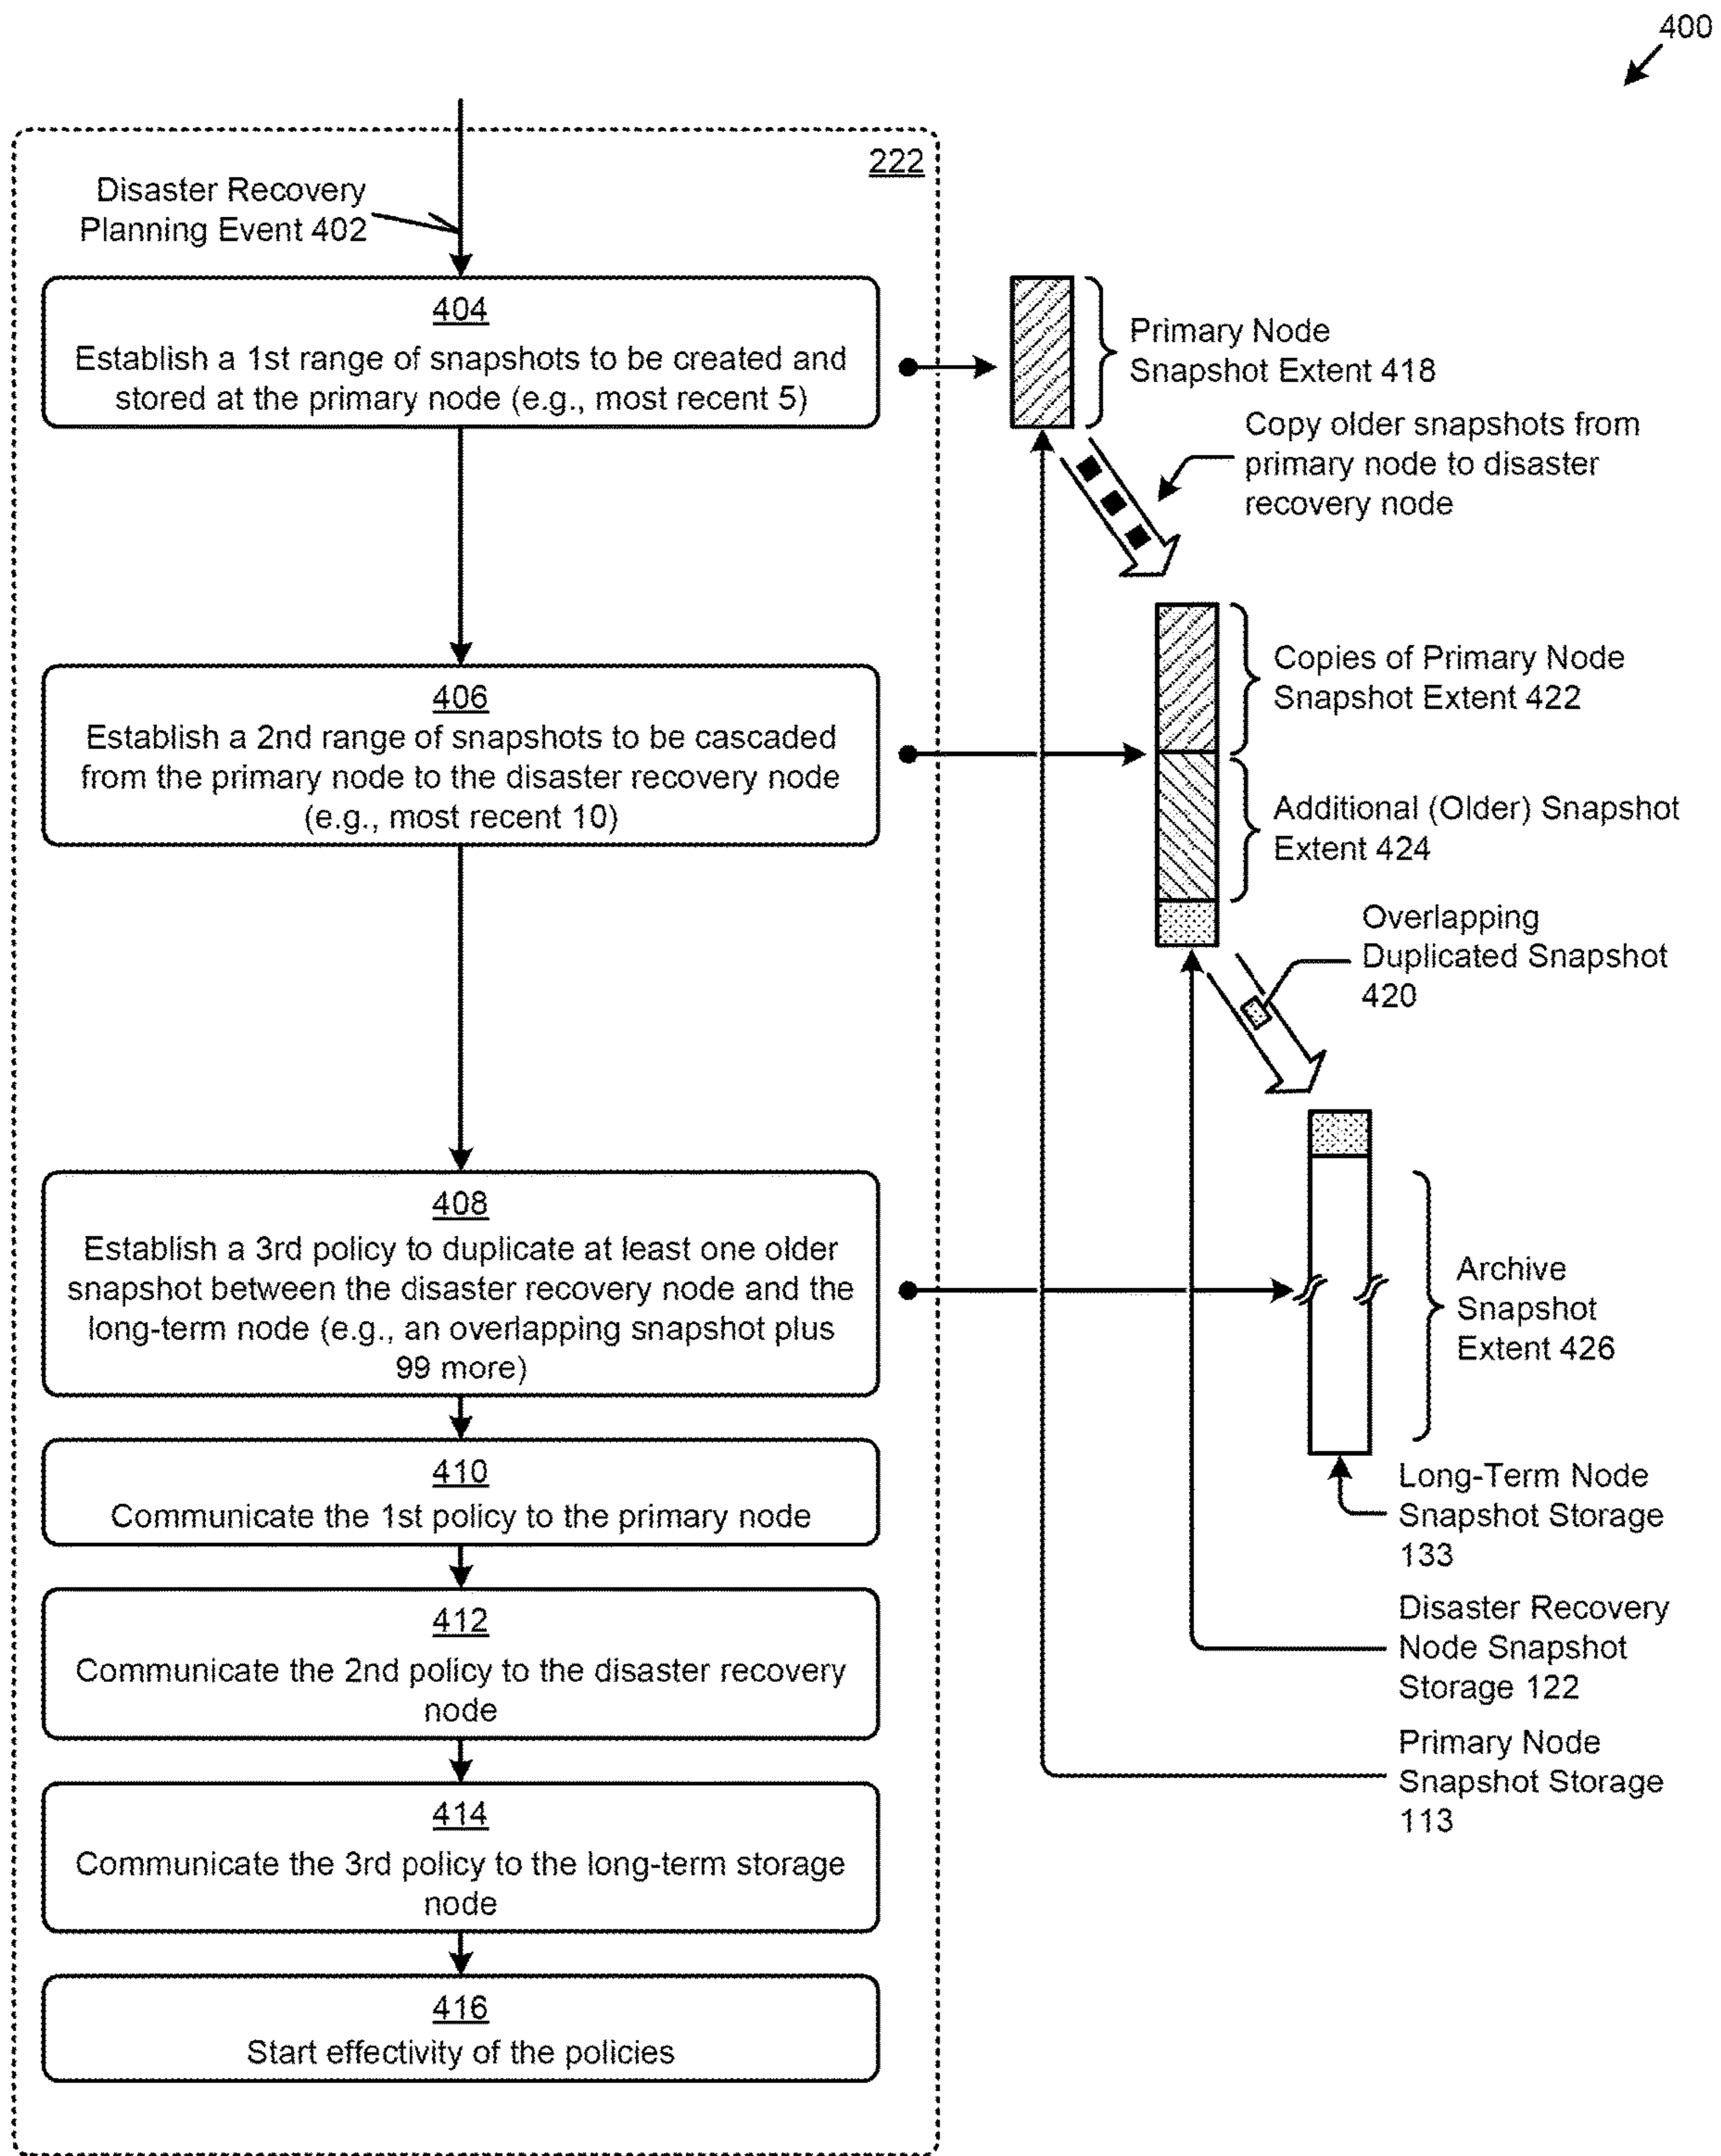 400
222
Disaster Recovery
Planning Event 402
404
Establish a 1st range of snapshots to be created and
stored at the primary node (e.g., most recent 5)
Primary Node
Snapshot Extent 418
Copy older snapshots from
primary node to disaster
recovery node
406
Establish a 2nd range of snapshots to be cascaded
from the primary node to the disaster recovery node
(e.g., most recent 10)
Copies of Primary Node
Snapshot Extent 422
Additional (Older) Snapshot
Extent 424
Overlapping
Duplicated Snapshot
420
408
Establish a 3rd policy to duplicate at least one older
snapshot between the disaster recovery node and the
long-term node (e.g., an overlapping snapshot plus
99 more)
Archive
Snapshot
Extent 426
410
Communicate the 1st policy to the primary node
Long-Term Node
Snapshot Storage
133
412
Communicate the 2nd policy to the disaster recovery
node
Disaster Recovery
Node Snapshot
Storage 122
Primary Node
Snapshot Storage
113
414
Communicate the 3rd policy to the long-term storage
node
416
Start effectivity of the policies